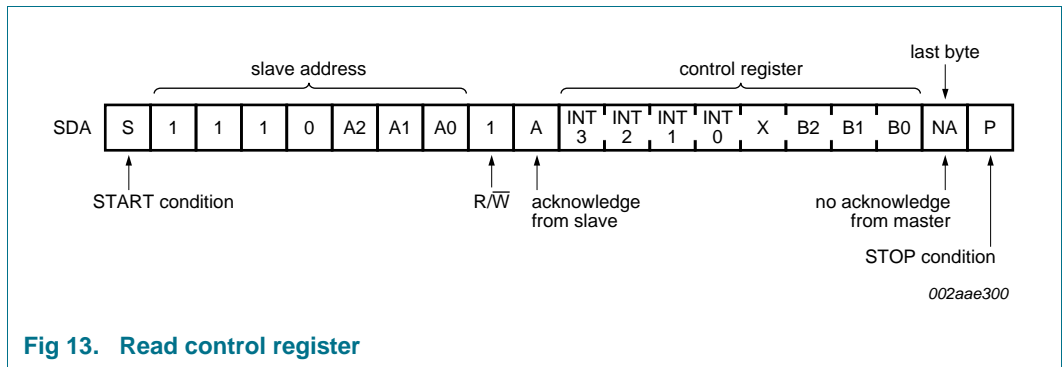 last byte
slave address control register
SDA S 1 1 1 0 A2 A1 A0 1 A INT 3 INT 2 INT 1 INT 0 X B2 B1 B0 NA P
START condition R/W̅ acknowledge from slave no acknowledge from master
STOP condition
002aae300
Fig 13. Read control register